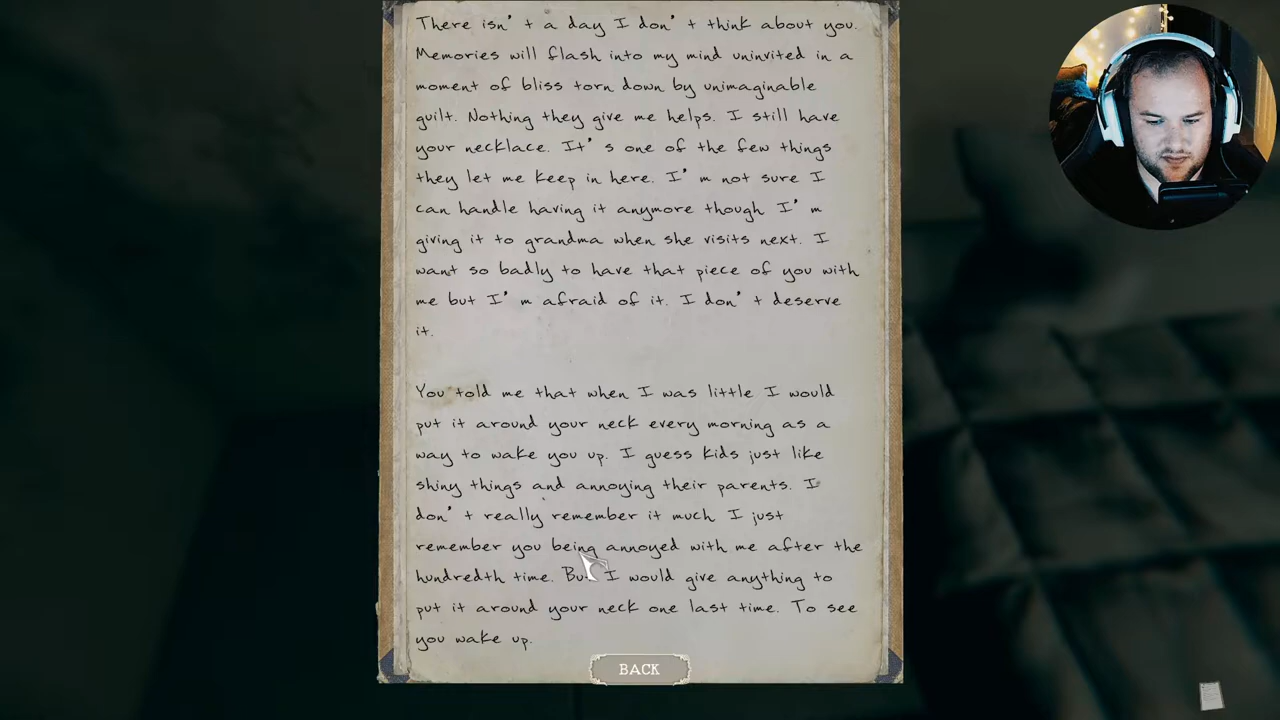 There isn't a day I don't think about you.
Memories will flash into my mind uninvited in a
moment of bliss torn down by unimaginable
guilt. Nothing they give me helps. I still have
your necklace. It's one of the few things
they let me keep in here. I'm not sure I
can handle having it anymore though I'm
giving it to grandma when she visits next. I
want so badly to have that piece of you with
me but I'm afraid of it. I don't deserve
it.
You told me that when I was little I would
put it around your neck every morning as a
way to wake you up. I guess kids just like
shiny things and annoying their parents. I
don't really remember it much I just
remember you being annoyed with me after the
hundredth time. But I would give anything to
put it around your neck one last time. To see
you wake up.
BACK